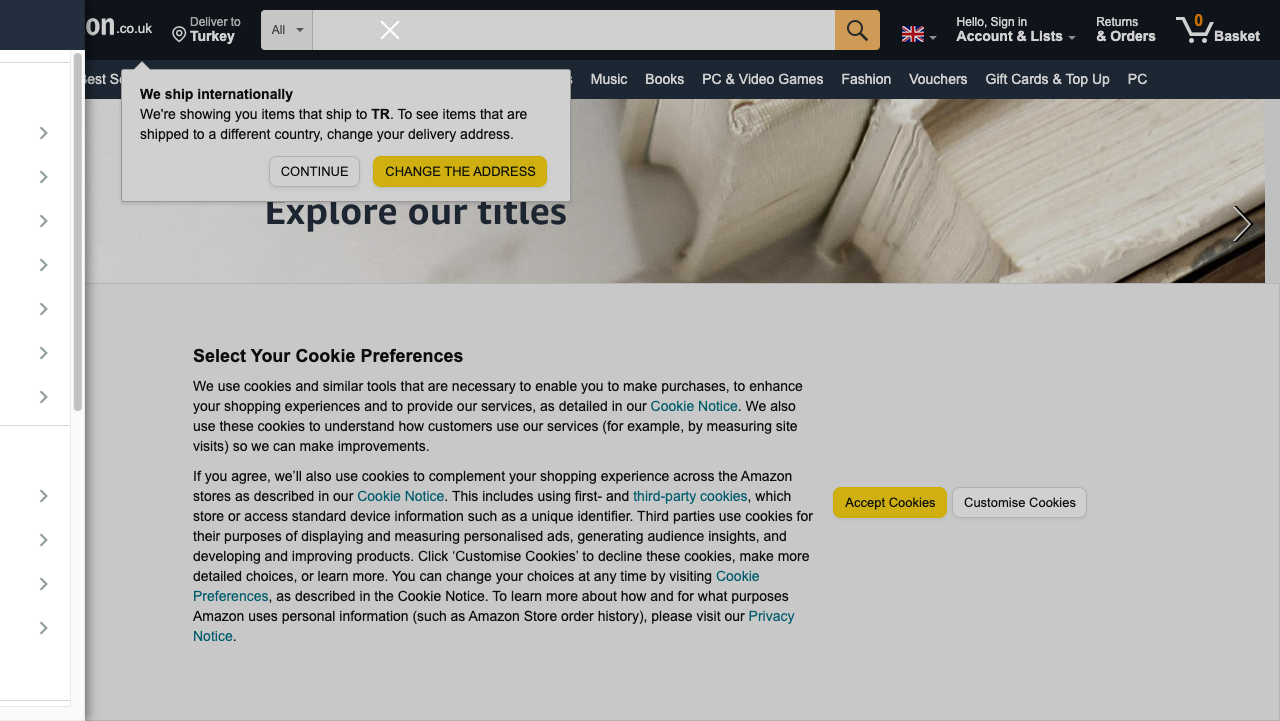 on.co.uk
Deliver to
Turkey
All
Hello, Sign in
Account & Lists
Returns
& Orders
0
Basket
Music
Books
PC & Video Games
Fashion
Vouchers
Gift Cards & Top Up
PC
We ship internationally
We're showing you items that ship to TR. To see items that are
shipped to a different country, change your delivery address.
CONTINUE
CHANGE THE ADDRESS
Explore our titles
Select Your Cookie Preferences
We use cookies and similar tools that are necessary to enable you to make purchases, to enhance
your shopping experiences and to provide our services, as detailed in our Cookie Notice. We also
use these cookies to understand how customers use our services (for example, by measuring site
visits) so we can make improvements.
If you agree, we’ll also use cookies to complement your shopping experience across the Amazon
stores as described in our Cookie Notice. This includes using first- and third-party cookies, which
store or access standard device information such as a unique identifier. Third parties use cookies for
their purposes of displaying and measuring personalised ads, generating audience insights, and
developing and improving products. Click ‘Customise Cookies’ to decline these cookies, make more
detailed choices, or learn more. You can change your choices at any time by visiting Cookie
Preferences, as described in the Cookie Notice. To learn more about how and for what purposes
Amazon uses personal information (such as Amazon Store order history), please visit our Privacy
Notice.
Accept Cookies
Customise Cookies